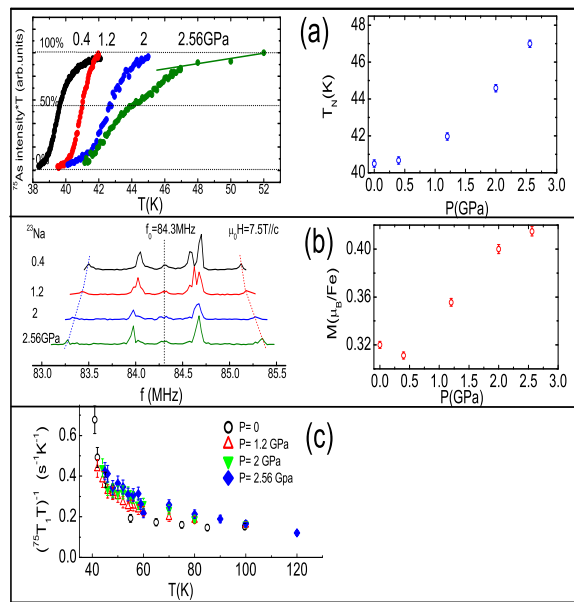 0.4 1.2 2 2.56GPa (a)
100%
50%
0%
⁷⁵As intensity*T (arb.units)
38 40 42 44 46 48 50 52
T(K)
48
46
44
42
40
T_N(K)
0.0 0.5 1.0 1.5 2.0 2.5 3.0
P(GPa)
²³Na f₀=84.3MHz μ₀H=7.5T//c
0.4
1.2
2
2.56GPa
83.0 83.5 84.0 84.5 85.0 85.5
f (MHz)
(b)
0.40
0.36
0.32
M(μ_B/Fe)
0.0 0.5 1.0 1.5 2.0 2.5 3.0
P(GPa)
(c)
P= 0
P= 1.2 GPa
P= 2 GPa
P= 2.56 Gpa
0.6
0.4
0.2
0.0
(⁷⁵T₁T)⁻¹ (s⁻¹K⁻¹)
40 60 80 100 120
T(K)